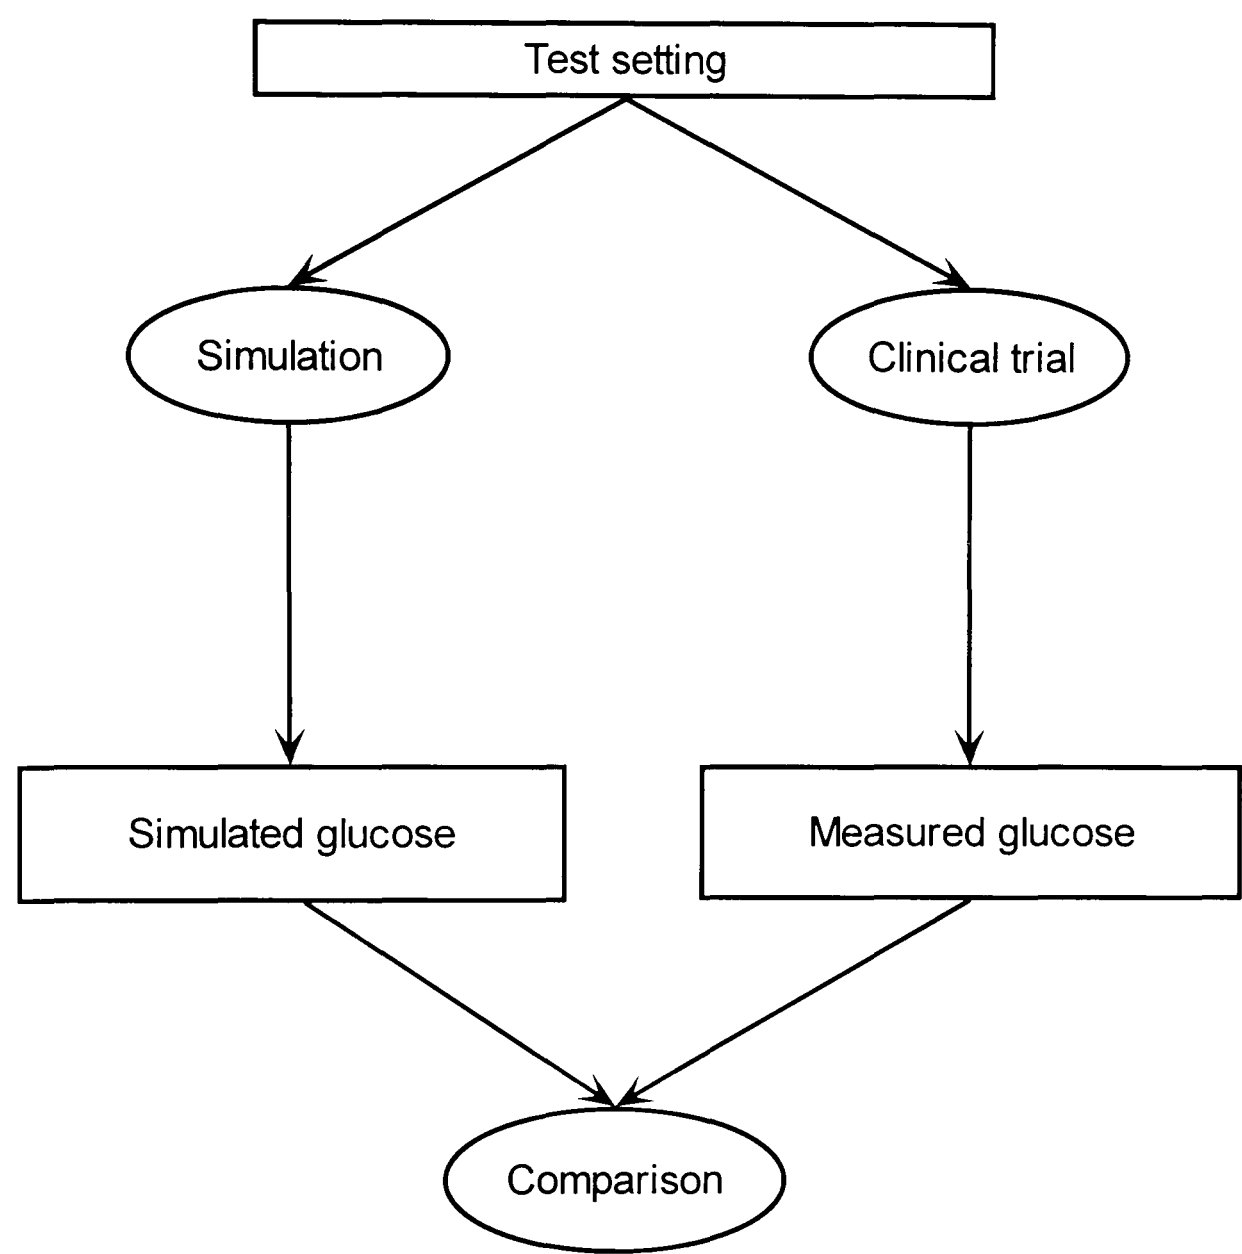 Test setting
Simulation
Clinical trial
Simulated glucose
Measured glucose
Comparison